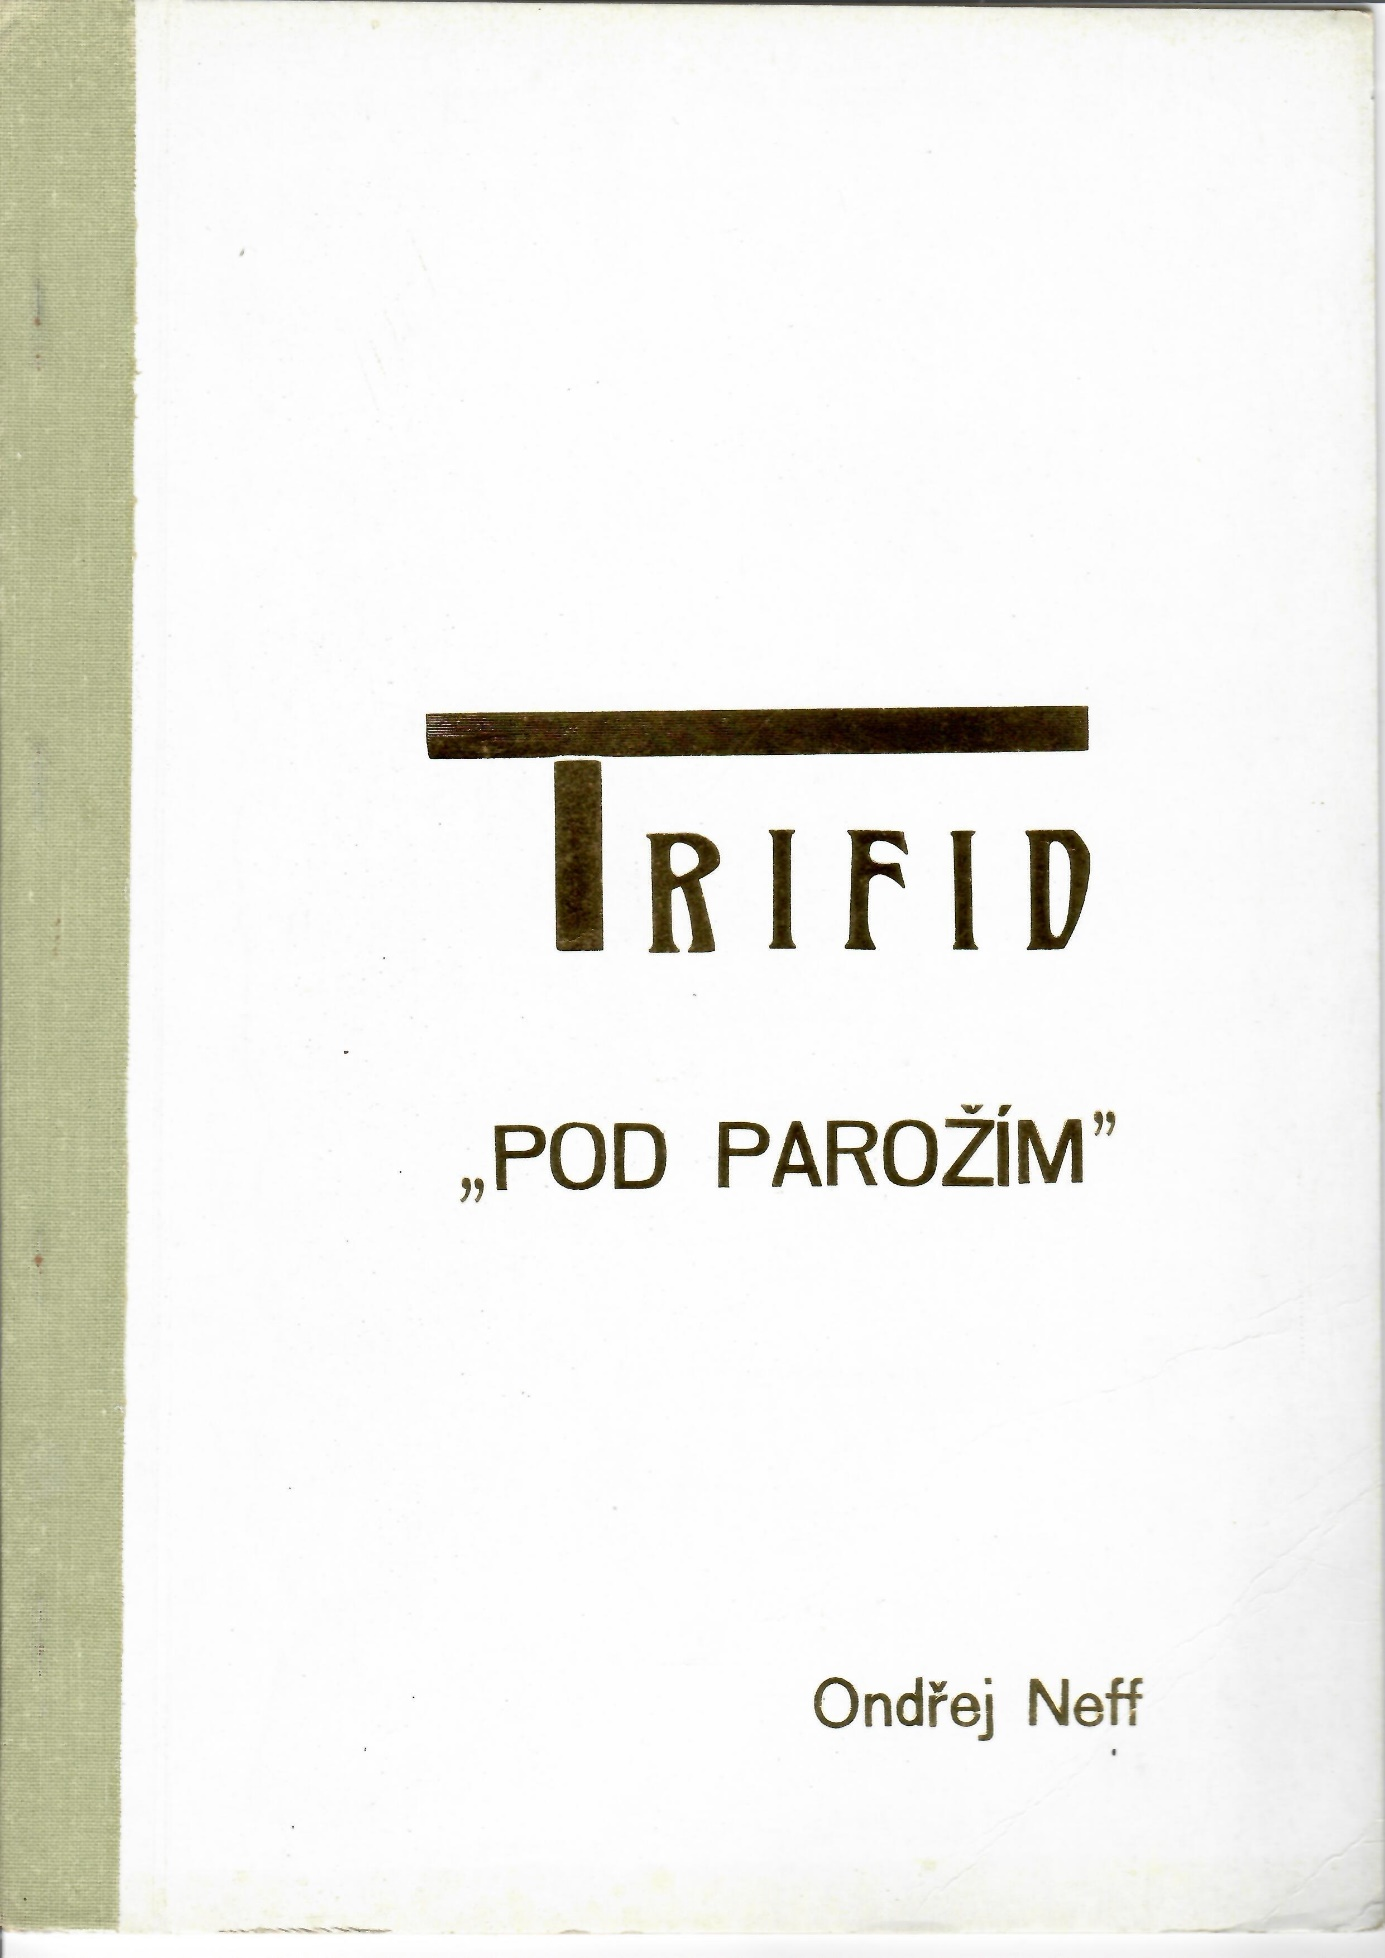 TRIFID
„POD PAROŽÍM”
Ondřej Neff